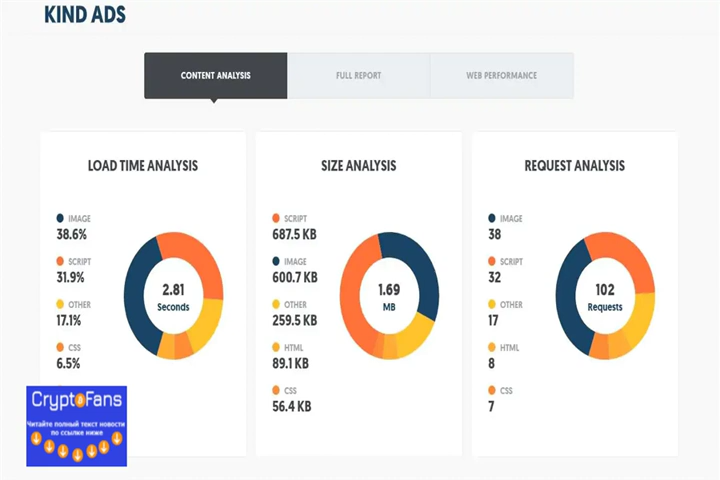 KIND ADS
CONTENT ANALYSIS
FULL REPORT
WEB PERFORMANCE
LOAD TIME ANALYSIS
IMAGE
38.6%
SCRIPT
31.9%
OTHER
17.1%
CSS
6.5%
2.81
Seconds
SIZE ANALYSIS
SCRIPT
687.5 KB
IMAGE
600.7 KB
OTHER
259.5 KB
HTML
89.1 KB
CSS
56.4 KB
1.69
MB
REQUEST ANALYSIS
IMAGE
38
SCRIPT
32
OTHER
17
HTML
8
CSS
7
102
Requests
CryptoFans
Читайте полный текст новости
по ссылке ниже